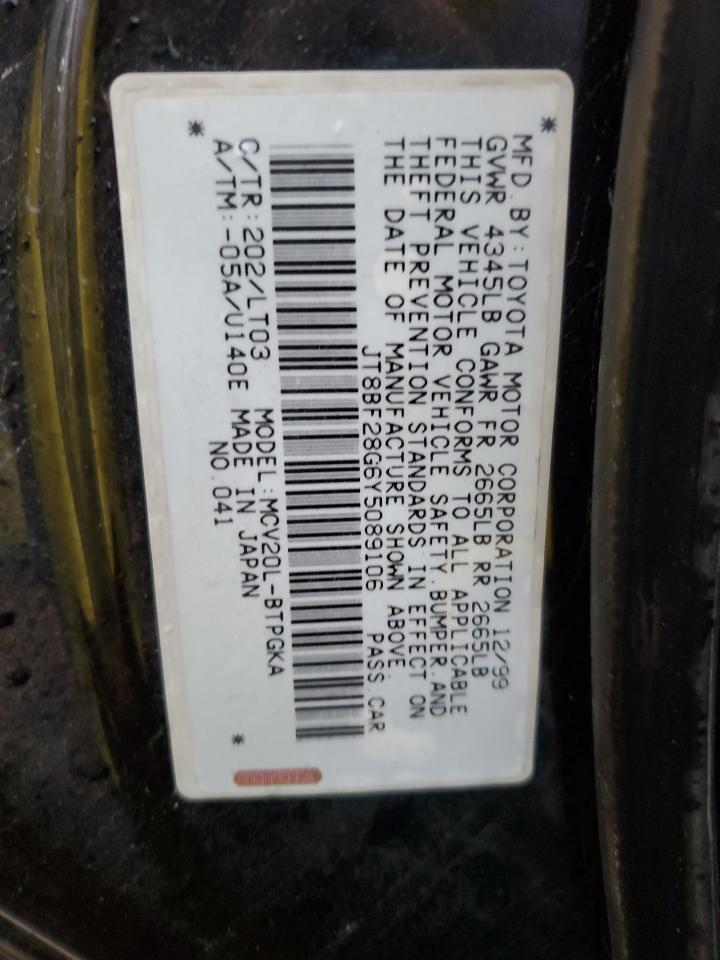 *
MFD. BY: TOYOTA MOTOR CORPORATION 12/99
GVWR 4345LB GAWR FR. 2665LB RR 2665LB
THIS VEHICLE CONFORMS TO ALL APPLICABLE
FEDERAL MOTOR VEHICLE SAFETY.BUMPER.AND
THEFT PREVENTION STANDARDS IN EFFECT ON
THE DATE OF MANUFACTURE SHOWN ABOVE.
JT8BF28G6Y5089106 PASS.CAR
C/TR:202/LT03 MODEL:MCV20L-BTPGKA
A/TM:-05A/U140E MADE IN JAPAN
NO.041
* *